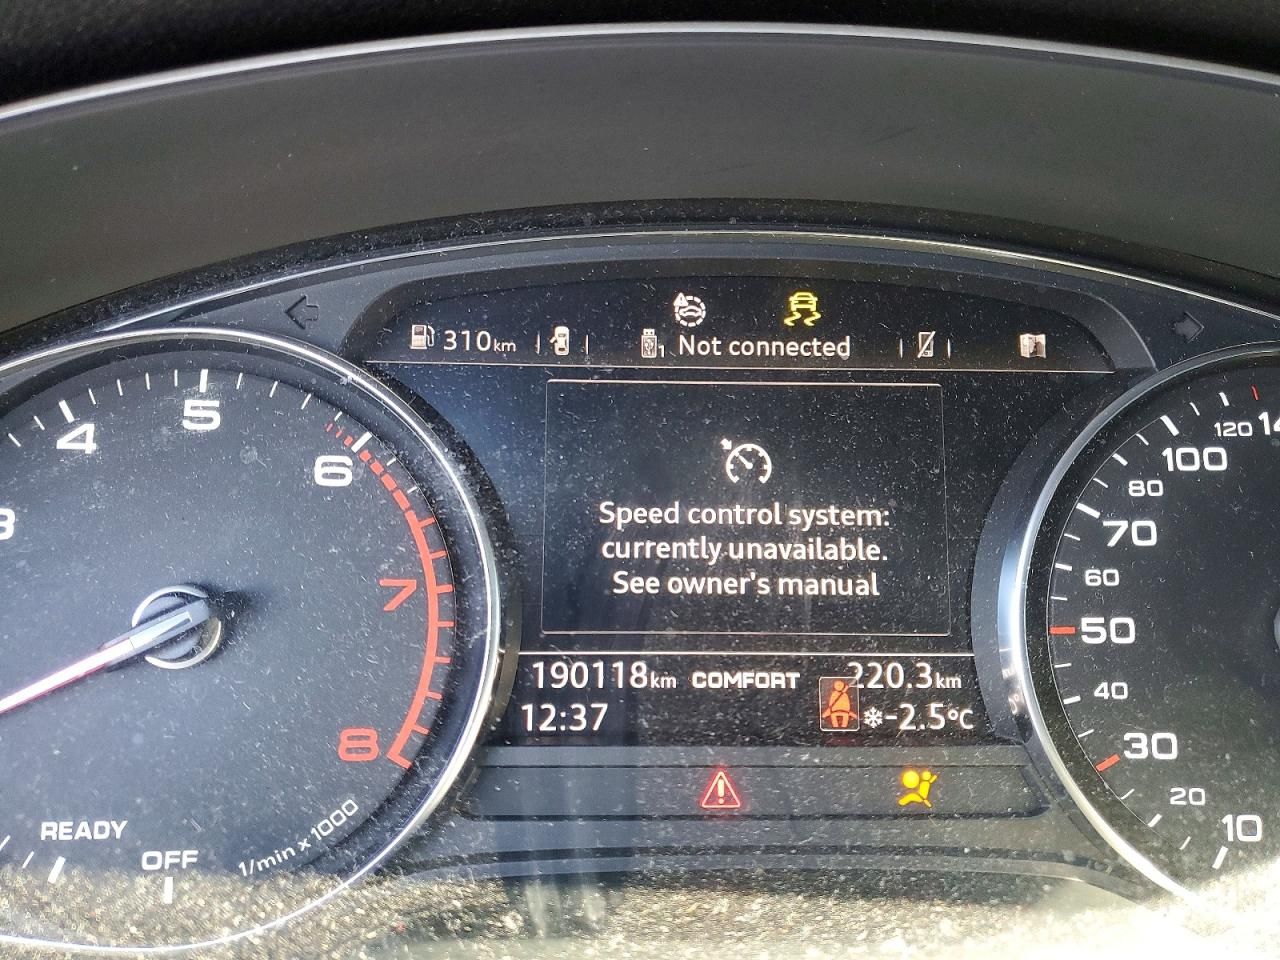 310km
1 Not connected
Speed control system:
currently unavailable.
See owner's manual
190118km COMFORT 220.3km
12:37 -2.5°C
3
4
5
6
7
8
READY
OFF
1/min x 1000
120
100
80
70
60
50
40
30
20
10